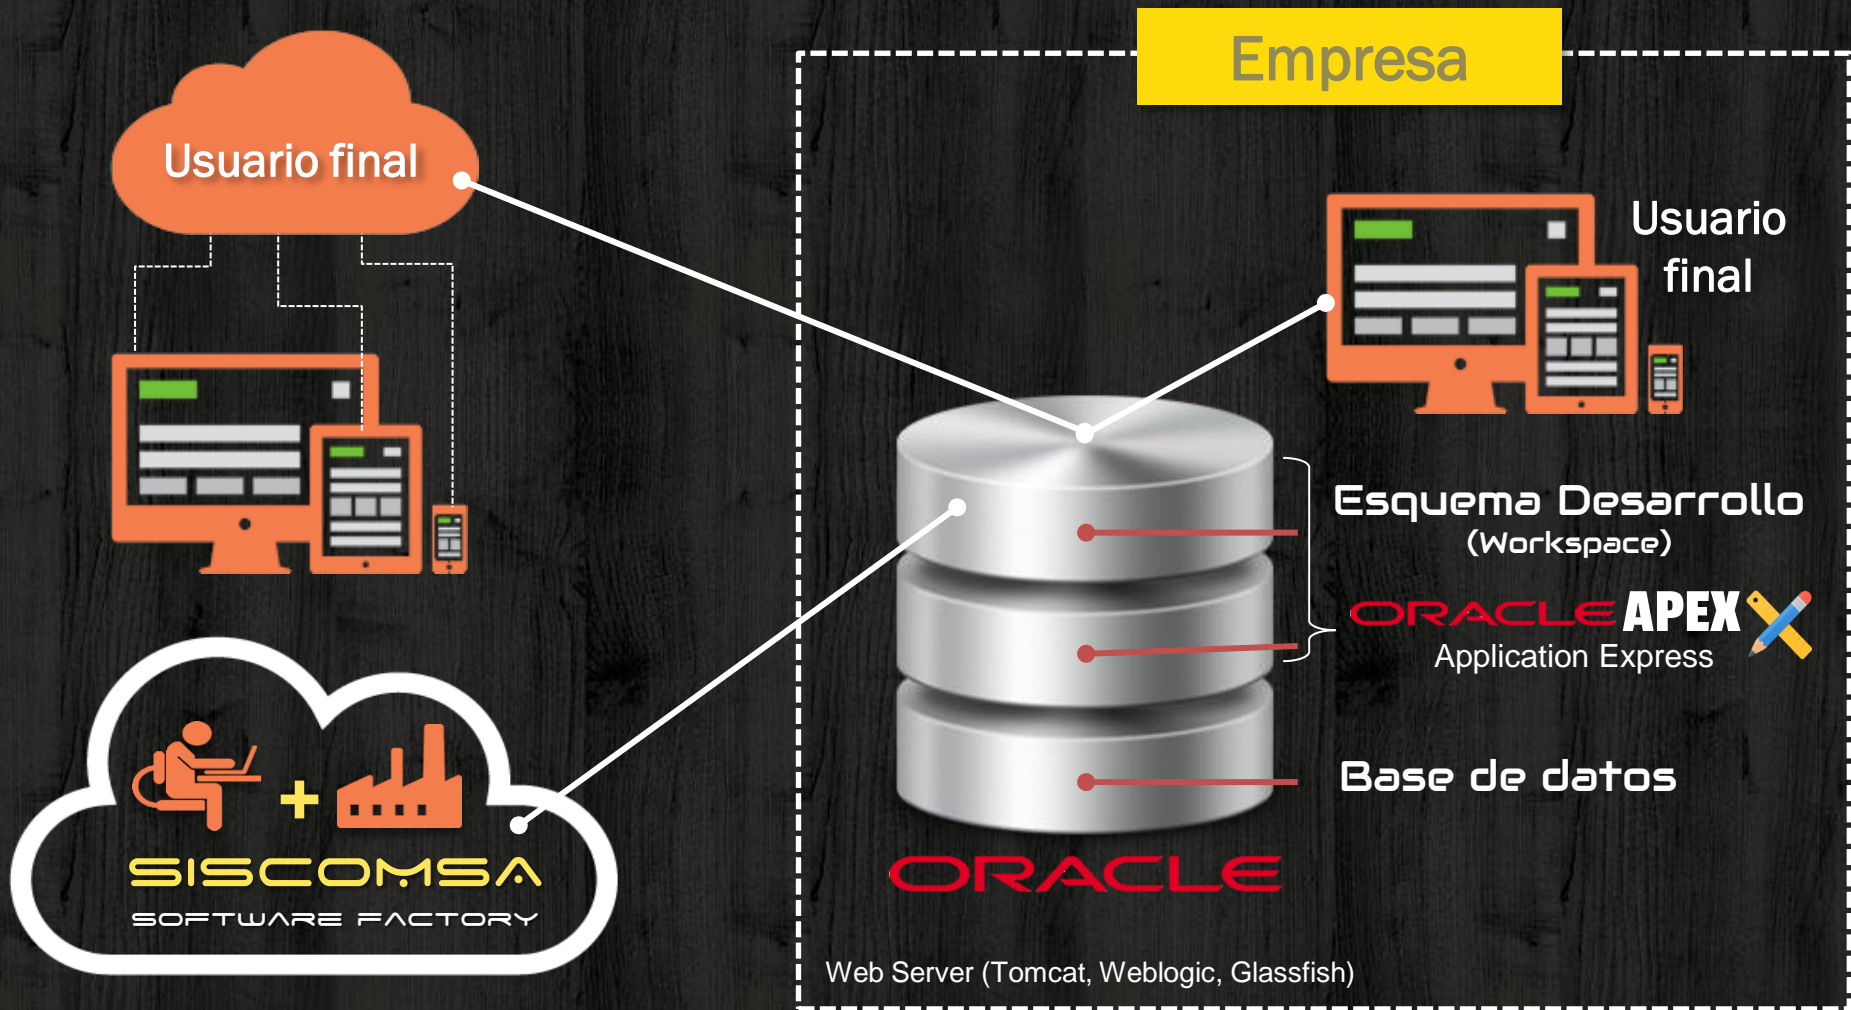 Empresa
Usuario final
Usuario
final
Esquema Desarrollo
(Workspace)
ORACLE APEX
Application Express
Base de datos
SISCOMSA
SOFTWARE FACTORY
ORACLE
Web Server (Tomcat, Weblogic, Glassfish)